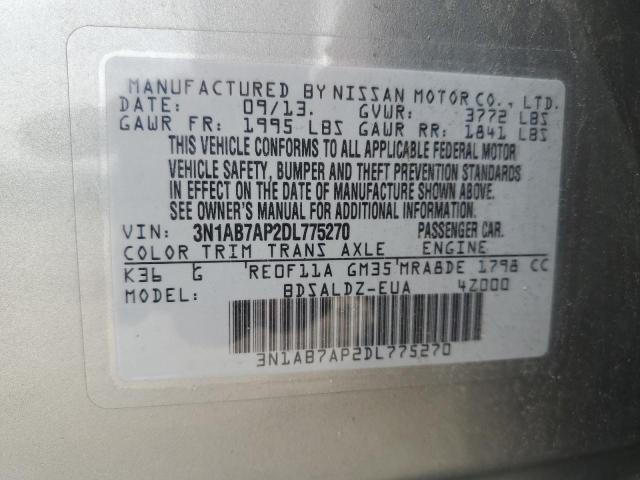 MANUFACTURED BY NISSAN MOTOR CO., LTD.
DATE: 09/13. GVWR: 3772 LBS
GAWR FR: 1995 LBS GAWR RR: 1841 LBS
THIS VEHICLE CONFORMS TO ALL APPLICABLE FEDERAL MOTOR
VEHICLE SAFETY, BUMPER AND THEFT PREVENTION STANDARDS
IN EFFECT ON THE DATE OF MANUFACTURE SHOWN ABOVE.
SEE OWNER'S MANUAL FOR ADDITIONAL INFORMATION.
VIN: 3N1AB7AP2DL775270 PASSENGER CAR.
COLOR TRIM TRANS AXLE ENGINE
K36 G RE0F11A GM35 MRA8DE 1798 CC
MODEL: BDSALDZ-EUA 4Z000
3N1AB7AP2DL775270